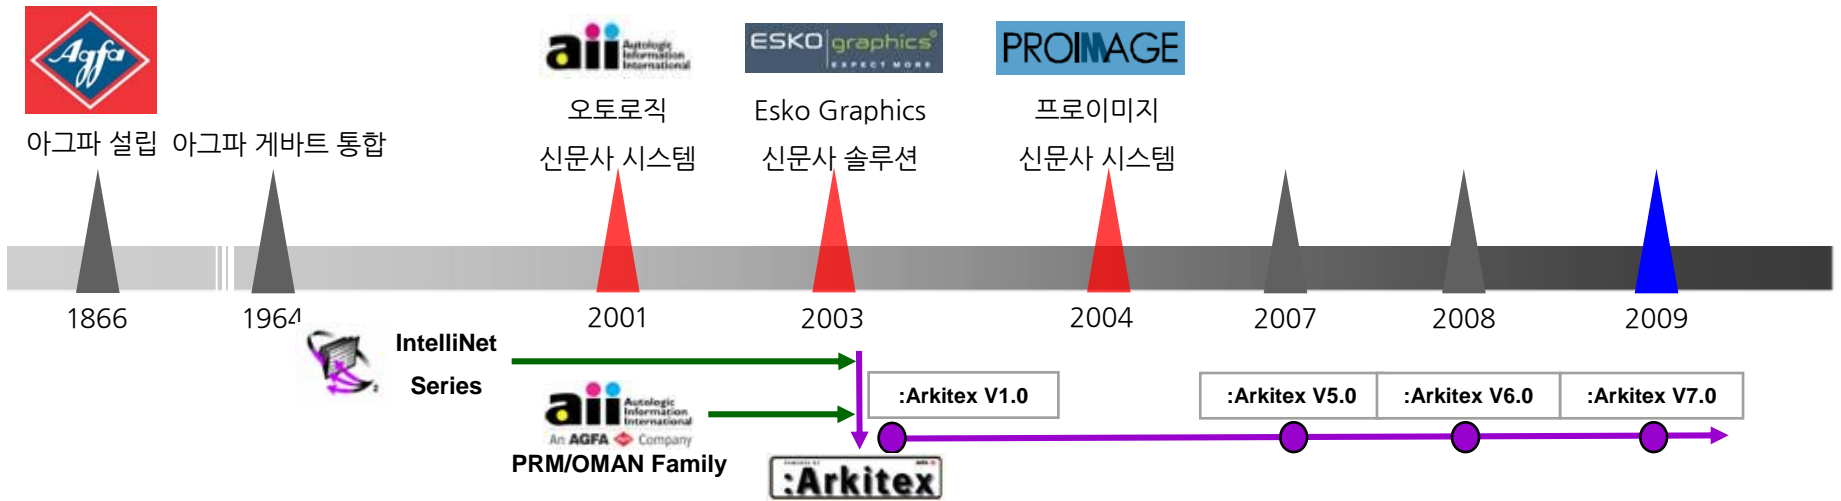 Agfa
aii Autologic
Information
International
ESKO graphics
EXPECT MORE
PROIMAGE
아그파 설립
아그파 게바트 통합
오토로직
신문사 시스템
Esko Graphics
신문사 솔루션
프로이미지
신문사 시스템
1866
1964
2001
2003
2004
2007
2008
2009
IntelliNet
Series
aii Autologic
Information
International
An AGFA Company
PRM/OMAN Family
:Arkitex V1.0
:Arkitex V5.0
:Arkitex V6.0
:Arkitex V7.0
:Arkitex